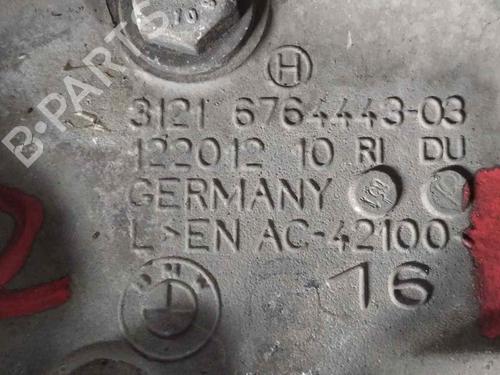 H
3121 6764443-03
122012 10 RI DU
GERMANY
L>EN AC-42100
BMW
16
B-PARTS